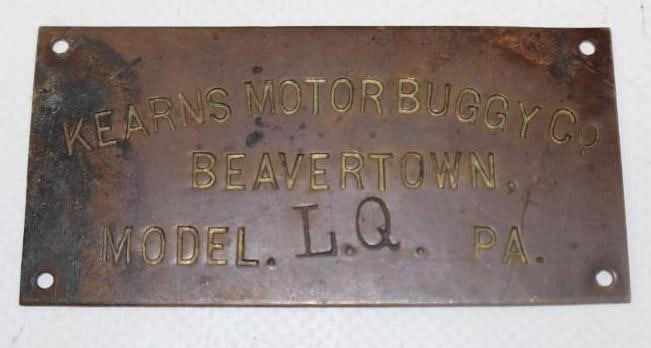 KEARNS MOTOR BUGGY CO
BEAVERTOWN,
MODEL. L.Q. . PA.